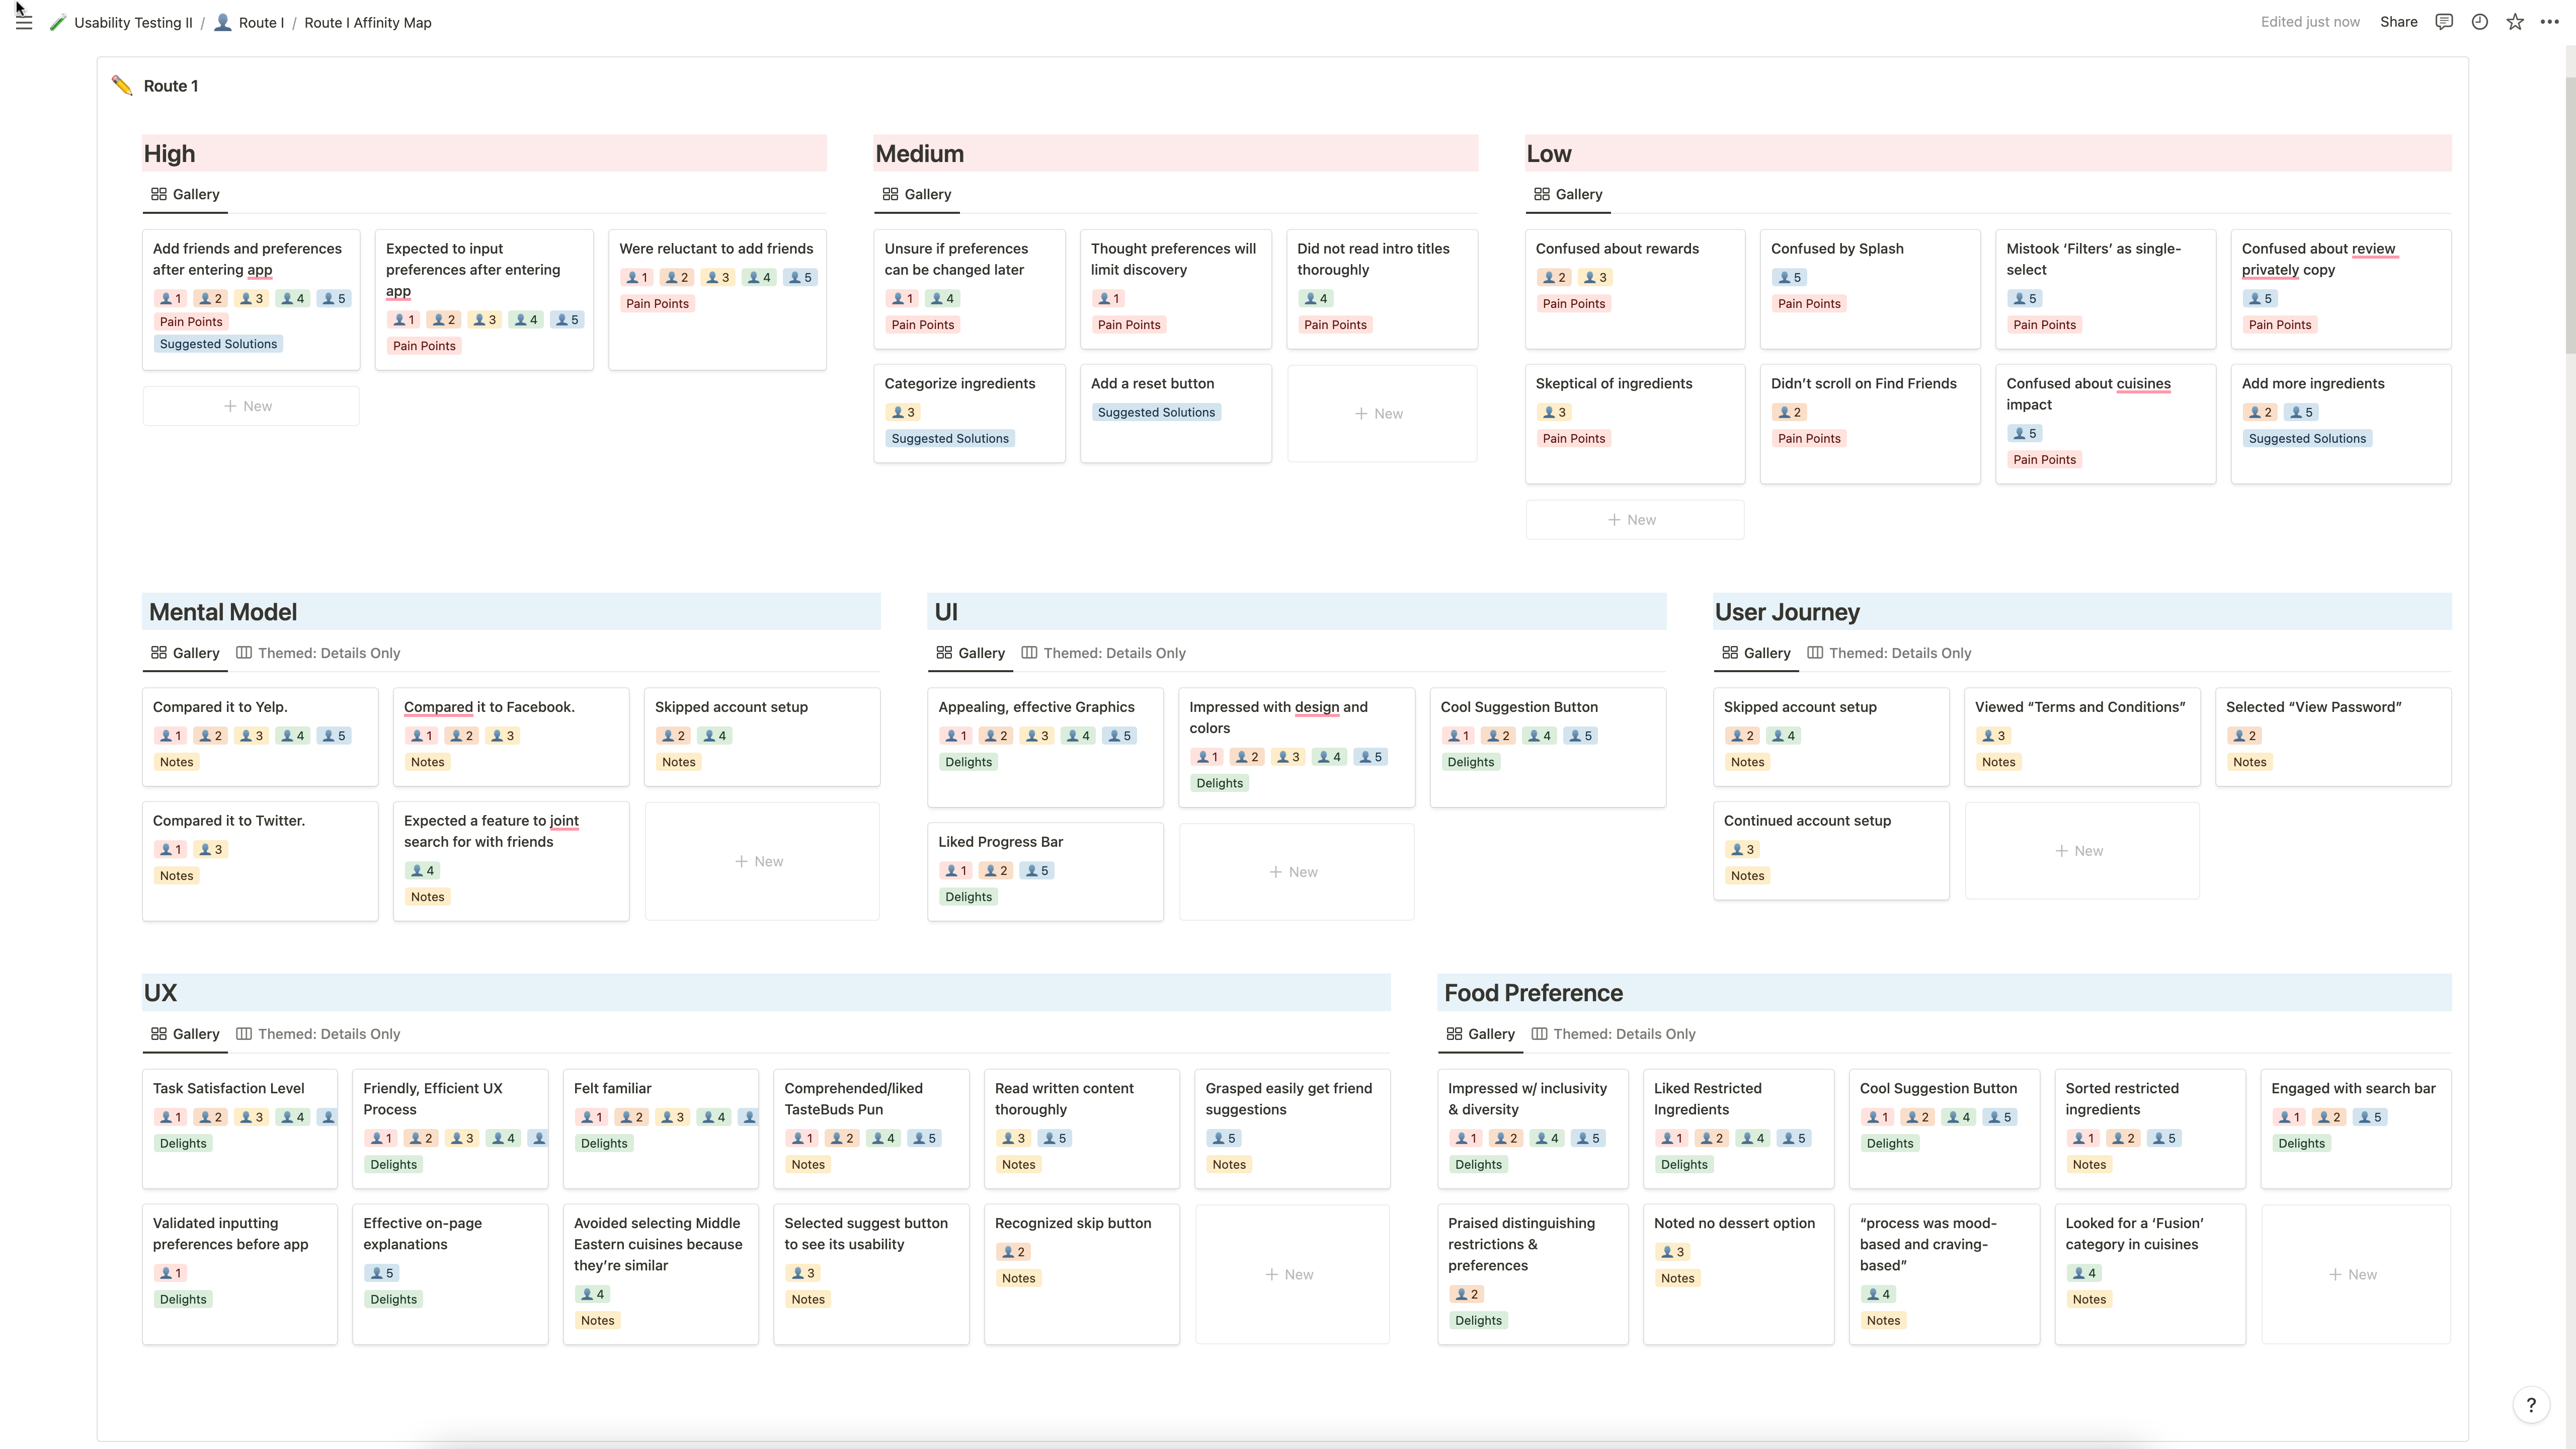 Usability Testing II / Route I / Route I Affinity Map
Edited just now Share
Route 1
High
Gallery
Add friends and preferences
after entering app
1 2 3 4 5
Pain Points
Suggested Solutions
Expected to input
preferences after entering
app
1 2 3 4 5
Pain Points
Were reluctant to add friends
1 2 3 4 5
Pain Points
+ New
Medium
Gallery
Unsure if preferences
can be changed later
1 4
Pain Points
Thought preferences will
limit discovery
1
Pain Points
Did not read intro titles
thoroughly
4
Pain Points
Categorize ingredients
3
Suggested Solutions
Add a reset button
Suggested Solutions
+ New
Low
Gallery
Confused about rewards
2 3
Pain Points
Confused by Splash
5
Pain Points
Mistook ‘Filters’ as single-
select
5
Pain Points
Confused about review
privately copy
5
Pain Points
Skeptical of ingredients
3
Pain Points
Didn’t scroll on Find Friends
2
Pain Points
Confused about cuisines
impact
5
Pain Points
Add more ingredients
2 5
Suggested Solutions
+ New
Mental Model
Gallery Themed: Details Only
Compared it to Yelp.
1 2 3 4 5
Notes
Compared it to Facebook.
1 2 3
Notes
Skipped account setup
2 4
Notes
Compared it to Twitter.
1 3
Notes
Expected a feature to joint
search for with friends
4
Notes
+ New
UI
Gallery Themed: Details Only
Appealing, effective Graphics
1 2 3 4 5
Delights
Impressed with design and
colors
1 2 3 4 5
Delights
Cool Suggestion Button
1 2 4 5
Delights
Liked Progress Bar
1 2 5
Delights
+ New
User Journey
Gallery Themed: Details Only
Skipped account setup
2 4
Notes
Viewed “Terms and Conditions”
3
Notes
Selected “View Password”
2
Notes
Continued account setup
3
Notes
+ New
UX
Gallery Themed: Details Only
Task Satisfaction Level
1 2 3 4
Delights
Friendly, Efficient UX
Process
1 2 3 4
Delights
Felt familiar
1 2 3 4
Delights
Comprehended/liked
TasteBuds Pun
1 2 4 5
Notes
Read written content
thoroughly
3 5
Notes
Grasped easily get friend
suggestions
5
Notes
Validated inputting
preferences before app
1
Delights
Effective on-page
explanations
5
Delights
Avoided selecting Middle
Eastern cuisines because
they’re similar
4
Notes
Selected suggest button
to see its usability
3
Notes
Recognized skip button
2
Notes
+ New
Food Preference
Gallery Themed: Details Only
Impressed w/ inclusivity
& diversity
1 2 4 5
Delights
Liked Restricted
Ingredients
1 2 4 5
Delights
Cool Suggestion Button
1 2 4 5
Delights
Sorted restricted
ingredients
1 2 5
Notes
Engaged with search bar
1 2 5
Delights
Praised distinguishing
restrictions &
preferences
2
Delights
Noted no dessert option
3
Notes
“process was mood-
based and craving-
based”
4
Notes
Looked for a ‘Fusion’
category in cuisines
4
Notes
+ New
?